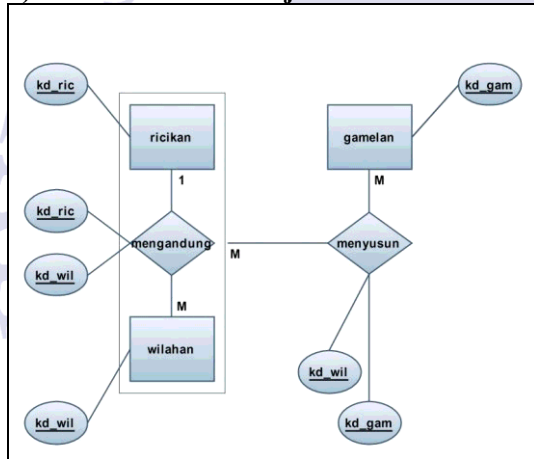 kd_ric
kd_gam
ricikan
gamelan
1
M
kd_ric
mengandung
menyusun
M
kd_wil
M
wilahan
kd_wil
kd_wil
kd_gam